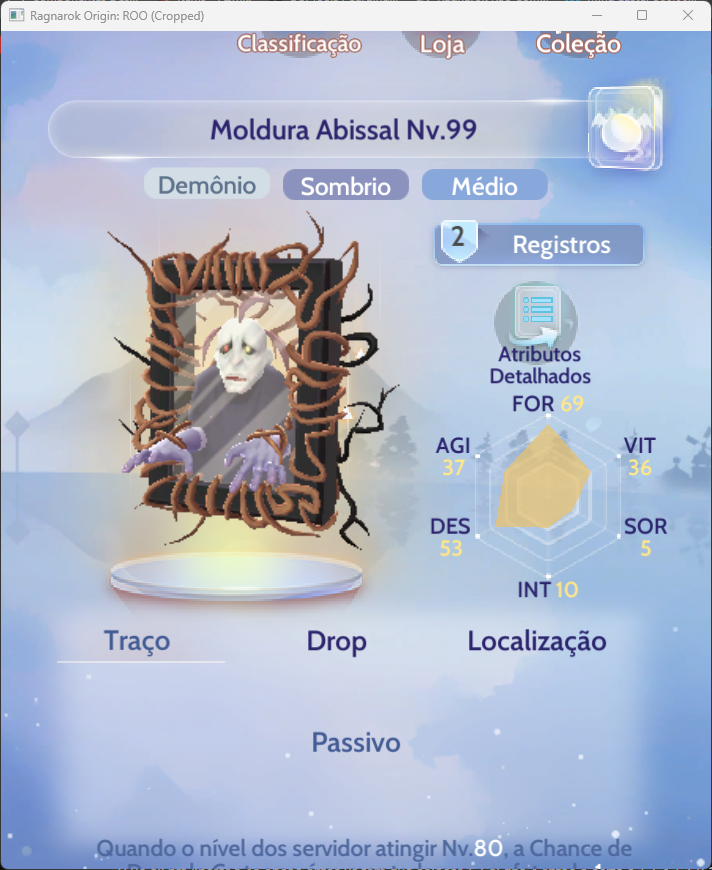 Ragnarok Origin: ROO (Cropped)
Classificação Loja Coleção
Moldura Abissal Nv.99
Demônio Sombrio Médio
2 Registros
Atributos
Detalhados
FOR 69
AGI VIT
37 36
DES SOR
53 5
INT 10
Traço Drop Localização
Passivo
Quando o nível dos servidor atingir Nv.80, a Chance de